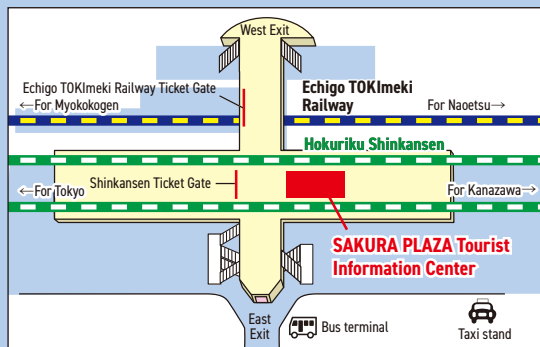 West Exit
Echigo TOKImeki Railway Ticket Gate
Echigo TOKImeki
Railway
←For Myokokogen
For Naoetsu→
Hokuriku Shinkansen
←For Tokyo
Shinkansen Ticket Gate
For Kanazawa→
SAKURA PLAZA Tourist
Information Center
East
Exit
Bus terminal
Taxi stand